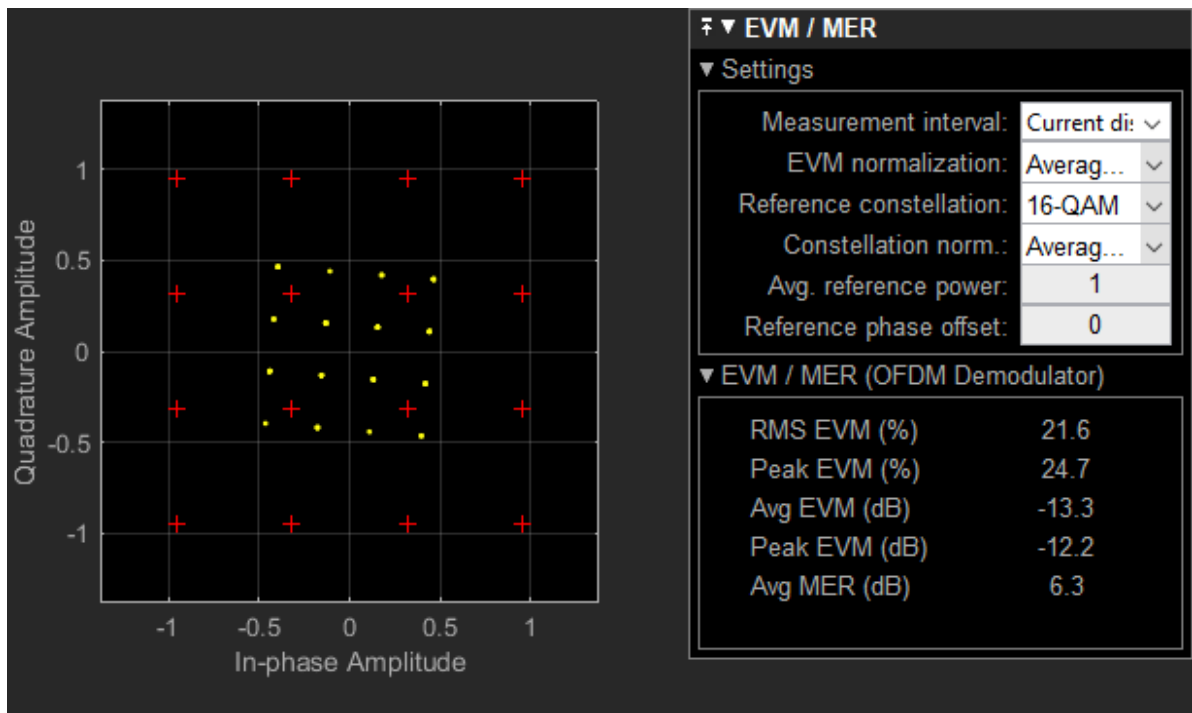 EVM / MER
Settings
Measurement interval: Current dis
EVM normalization: Averag...
Reference constellation: 16-QAM
Constellation norm.: Averag...
Avg. reference power: 1
Reference phase offset: 0
EVM / MER (OFDM Demodulator)
RMS EVM (%) 21.6
Peak EVM (%) 24.7
Avg EVM (dB) -13.3
Peak EVM (dB) -12.2
Avg MER (dB) 6.3
Quadrature Amplitude
1
0.5
0
-0.5
-1
-1 -0.5 0 0.5 1
In-phase Amplitude